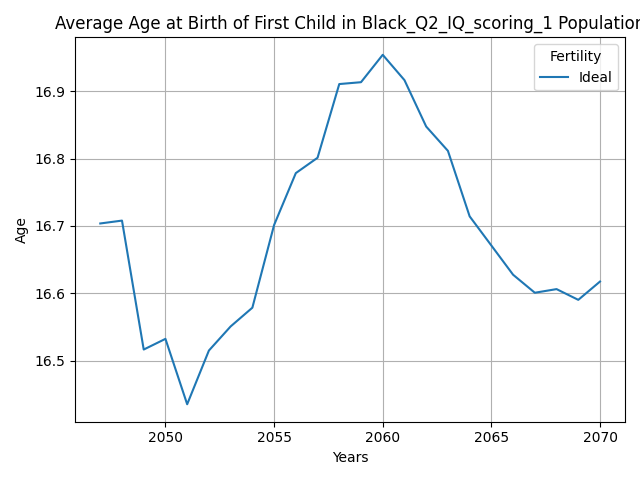 Average Age at Birth of First Child in Black_Q2_IQ_scoring_1 Population
Fertility
Ideal
16.9
16.8
16.7
16.6
16.5
Age
2050 2055 2060 2065 2070
Years